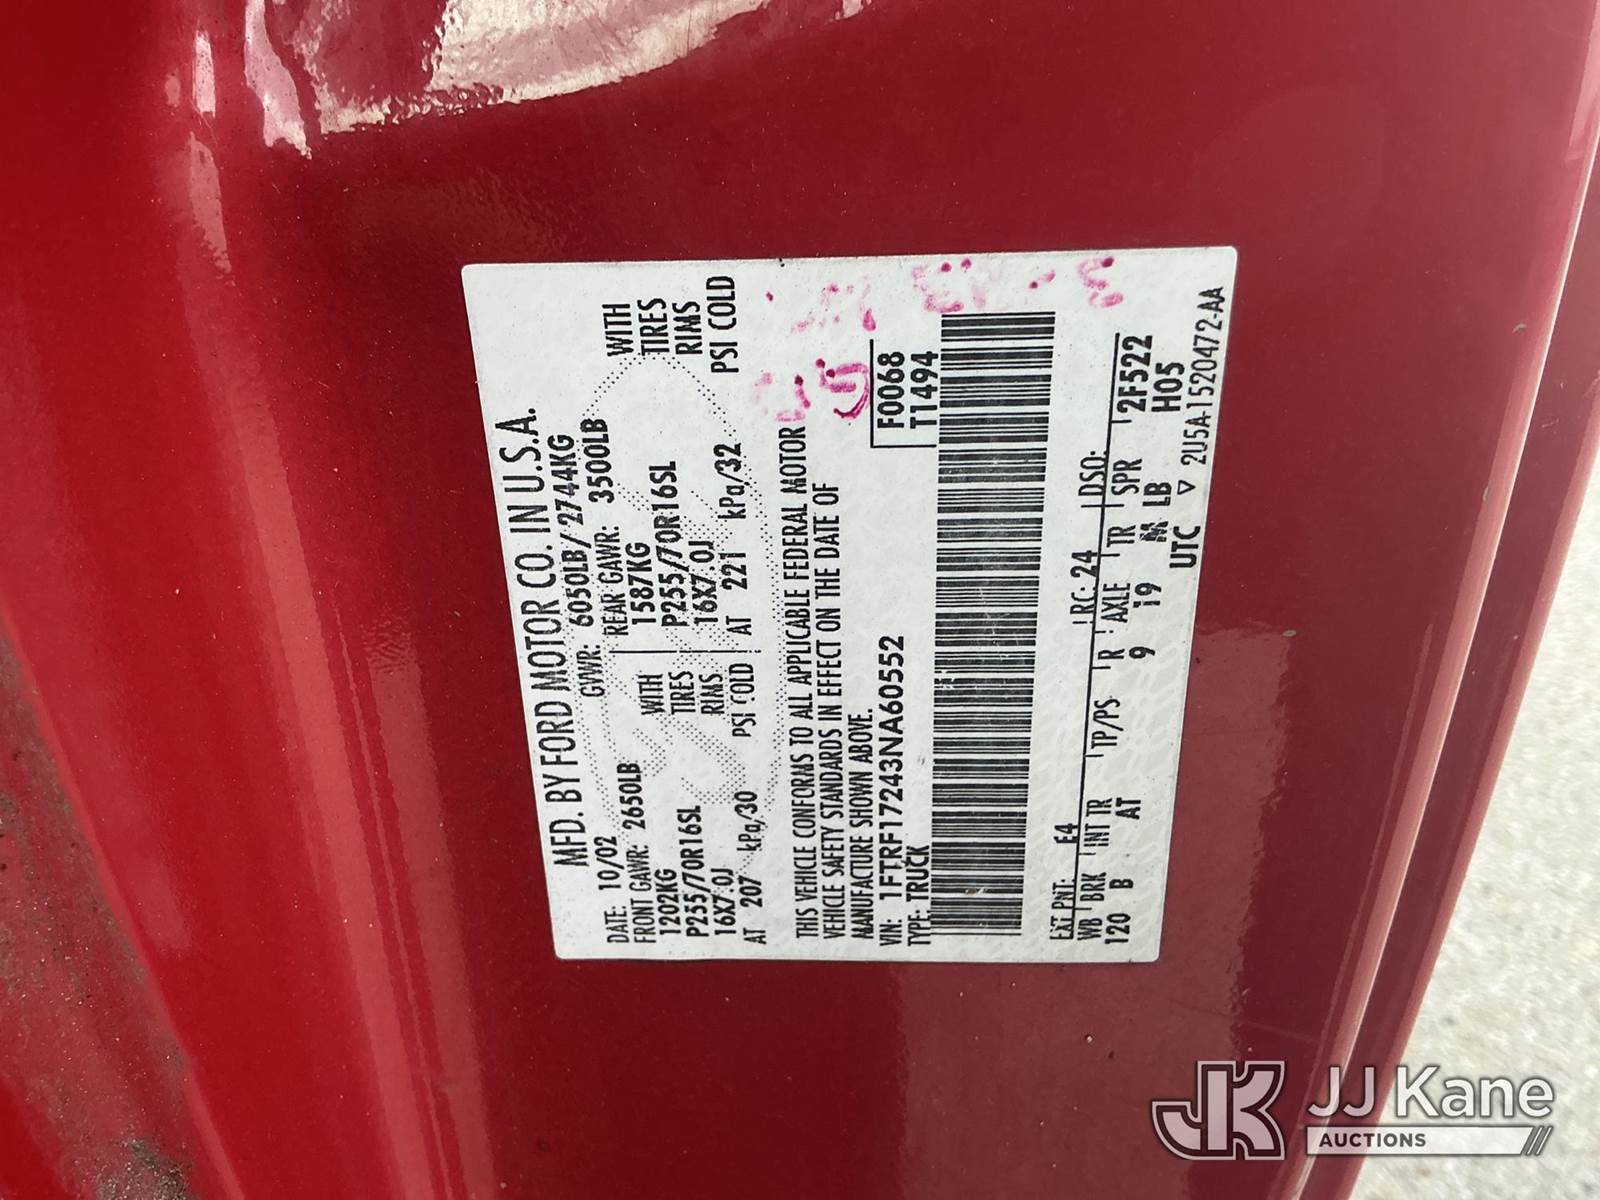 MFD. BY FORD MOTOR CO. IN U.S.A.
DATE: 10/02 GVWR: 6050LB/ 2744KG
FRONT GAWR: 2650LB REAR GAWR: 3500LB
1202KG WITH 1587KG WITH
P255/70R16SL TIRES P255/70R16SL TIRES
16X7.0J RIMS 16X7.0J RIMS
AT 207 kPa/30 PSI COLD AT 221 kPa/32 PSI COLD
THIS VEHICLE CONFORMS TO ALL APPLICABLE FEDERAL MOTOR
VEHICLE SAFETY STANDARDS IN EFFECT ON THE DATE OF
MANUFACTURE SHOWN ABOVE.
VIN: 1FTRF17243NA60552 F0068
TYPE: TRUCK T1494
EXT PNT: E4 RC: 24 DSO:
WB BRK INT TR TP/PS R AXLE TR SPR 2F522
120 B AT 9 19 M LB H05
UTC ▽ 2U5A-1520472-AA
JK JJ Kane
AUCTIONS